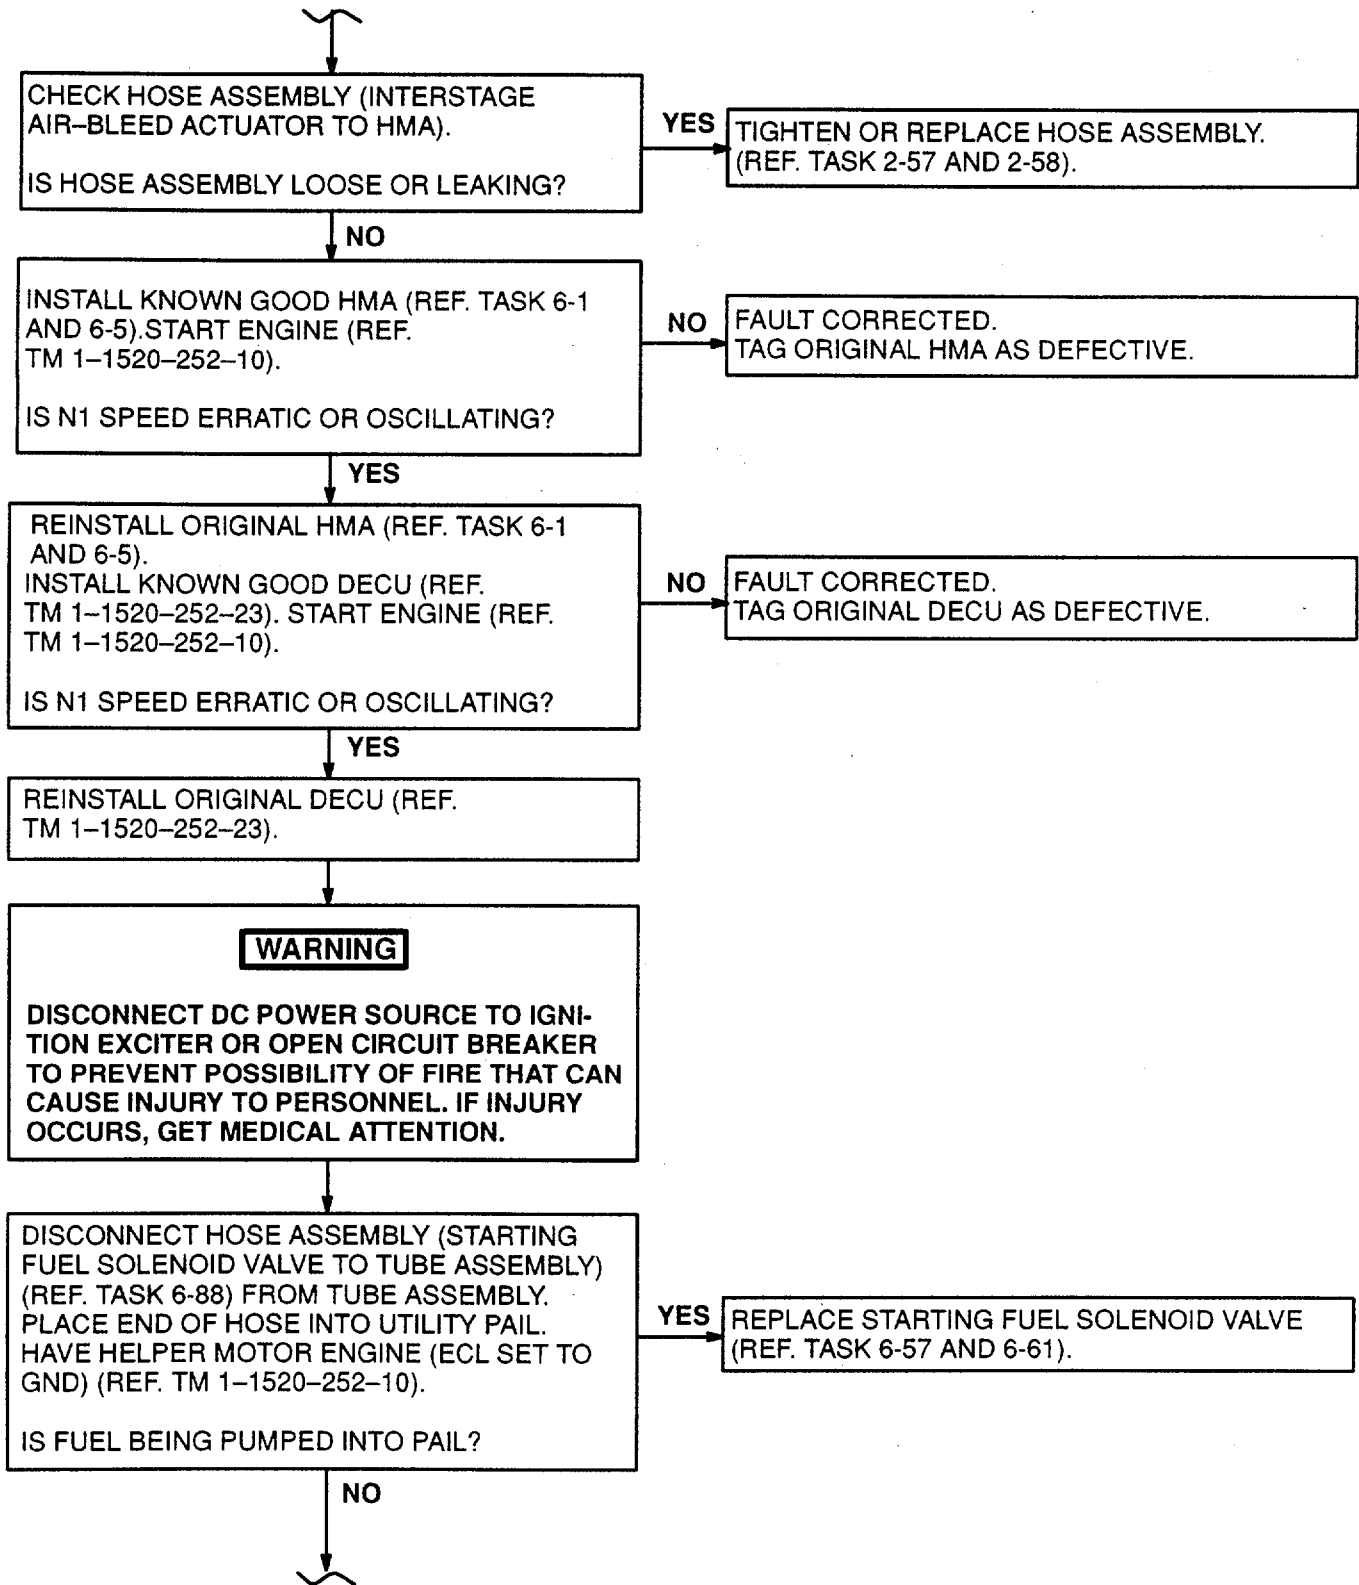 CHECK HOSE ASSEMBLY (INTERSTAGE
AIR–BLEED ACTUATOR TO HMA).
IS HOSE ASSEMBLY LOOSE OR LEAKING?
YES
TIGHTEN OR REPLACE HOSE ASSEMBLY.
(REF. TASK 2-57 AND 2-58).
NO
INSTALL KNOWN GOOD HMA (REF. TASK 6-1
AND 6-5).START ENGINE (REF.
TM 1–1520–252–10).
IS N1 SPEED ERRATIC OR OSCILLATING?
NO
FAULT CORRECTED.
TAG ORIGINAL HMA AS DEFECTIVE.
YES
REINSTALL ORIGINAL HMA (REF. TASK 6-1
AND 6-5).
INSTALL KNOWN GOOD DECU (REF.
TM 1–1520–252–23). START ENGINE (REF.
TM 1–1520–252–10).
IS N1 SPEED ERRATIC OR OSCILLATING?
NO
FAULT CORRECTED.
TAG ORIGINAL DECU AS DEFECTIVE.
YES
REINSTALL ORIGINAL DECU (REF.
TM 1–1520–252–23).
WARNING
DISCONNECT DC POWER SOURCE TO IGNI-
TION EXCITER OR OPEN CIRCUIT BREAKER
TO PREVENT POSSIBILITY OF FIRE THAT CAN
CAUSE INJURY TO PERSONNEL. IF INJURY
OCCURS, GET MEDICAL ATTENTION.
DISCONNECT HOSE ASSEMBLY (STARTING
FUEL SOLENOID VALVE TO TUBE ASSEMBLY)
(REF. TASK 6-88) FROM TUBE ASSEMBLY.
PLACE END OF HOSE INTO UTILITY PAIL.
HAVE HELPER MOTOR ENGINE (ECL SET TO
GND) (REF. TM 1–1520–252–10).
IS FUEL BEING PUMPED INTO PAIL?
YES
REPLACE STARTING FUEL SOLENOID VALVE
(REF. TASK 6-57 AND 6-61).
NO